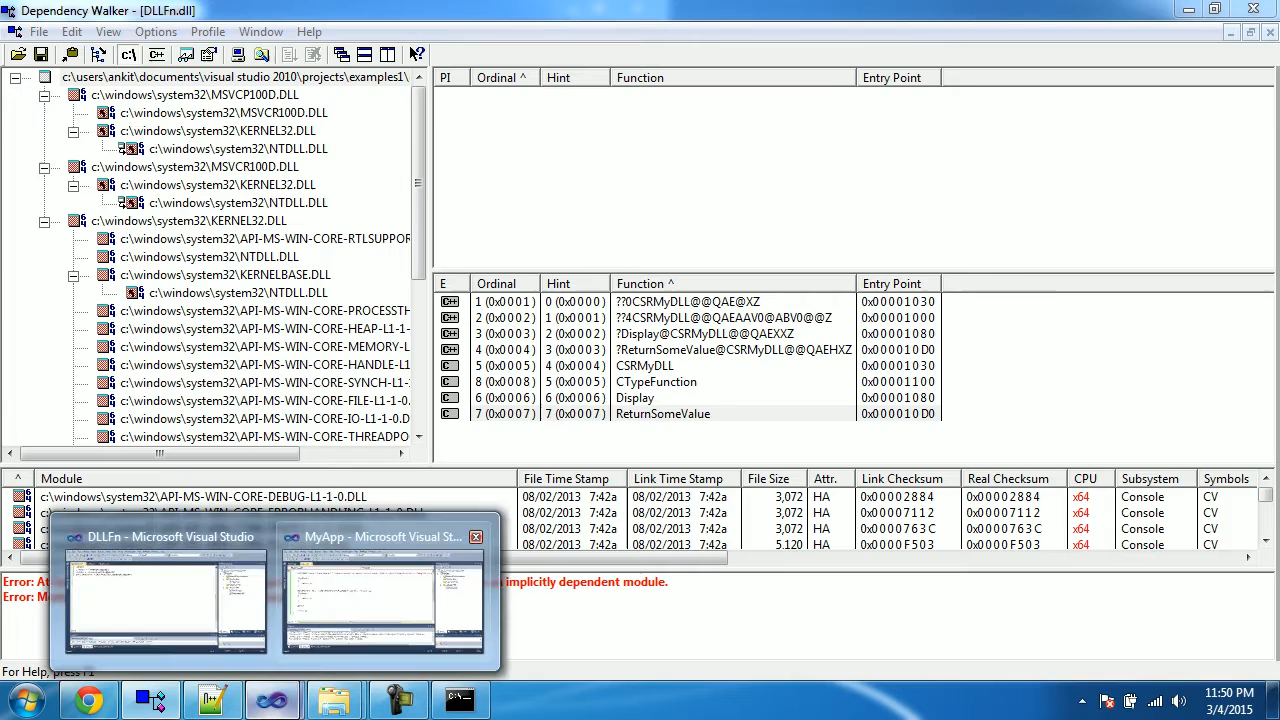 Dependency Walker - [DLLFn.dll]
File Edit View Options Profile Window Help
c:\users\ankit\documents\visual studio 2010\projects\examples1\
c:\windows\system32\MSVCP100D.DLL
c:\windows\system32\MSVCR100D.DLL
c:\windows\system32\KERNEL32.DLL
c:\windows\system32\NTDLL.DLL
c:\windows\system32\MSVCR100D.DLL
c:\windows\system32\KERNEL32.DLL
c:\windows\system32\NTDLL.DLL
c:\windows\system32\KERNEL32.DLL
c:\windows\system32\API-MS-WIN-CORE-RTLSUPPOR
c:\windows\system32\NTDLL.DLL
c:\windows\system32\KERNELBASE.DLL
c:\windows\system32\NTDLL.DLL
c:\windows\system32\API-MS-WIN-CORE-PROCESSTH
c:\windows\system32\API-MS-WIN-CORE-HEAP-L1-1-
c:\windows\system32\API-MS-WIN-CORE-MEMORY-L
c:\windows\system32\API-MS-WIN-CORE-HANDLE-L1
c:\windows\system32\API-MS-WIN-CORE-SYNCH-L1-
c:\windows\system32\API-MS-WIN-CORE-FILE-L1-1-0.
c:\windows\system32\API-MS-WIN-CORE-IO-L1-1-0.D
c:\windows\system32\API-MS-WIN-CORE-THREADPO
PI Ordinal ^ Hint Function Entry Point
E Ordinal Hint Function ^ Entry Point
C++ 1 (0x0001) 0 (0x0000) ??0CSRMyDLL@@QAE@XZ 0x00001030
C++ 2 (0x0002) 1 (0x0001) ??4CSRMyDLL@@QAEAAV0@ABV0@@Z 0x00001000
C++ 3 (0x0003) 2 (0x0002) ?Display@CSRMyDLL@@QAEXXZ 0x00001080
C++ 4 (0x0004) 3 (0x0003) ?ReturnSomeValue@CSRMyDLL@@QAEHXZ 0x000010D0
C 5 (0x0005) 4 (0x0004) CSRMyDLL 0x00001030
C 8 (0x0008) 5 (0x0005) CTypeFunction 0x00001100
C 6 (0x0006) 6 (0x0006) Display 0x00001080
C 7 (0x0007) 7 (0x0007) ReturnSomeValue 0x000010D0
^ Module File Time Stamp Link Time Stamp File Size Attr. Link Checksum Real Checksum CPU Subsystem Symbols
c:\windows\system32\API-MS-WIN-CORE-DEBUG-L1-1-0.DLL 08/02/2013 7:42a 08/02/2013 7:42a 3,072 HA 0x00002884 0x00002884 x64 Console CV
c:\windows\system32\API-MS-WIN-CORE-ERRORHANDLING-L1-1-0.DLL 08/02/2013 7:42a 08/02/2013 7:42a 3,072 HA 0x00007112 0x00007112 x64 Console CV
08/02/2013 7:42a 08/02/2013 7:42a 3,072 HA 0x0000763C 0x0000763C x64 Console CV
08/02/2013 7:42a 08/02/2013 7:42a 5,120 HA 0x0000F503 0x0000F503 x64 Console CV
DLLFn - Microsoft Visual Studio
MyApp - Microsoft Visual St...
Error: At
implicitly dependent module.
Error: M
For Help, press F1
11:50 PM
3/4/2015